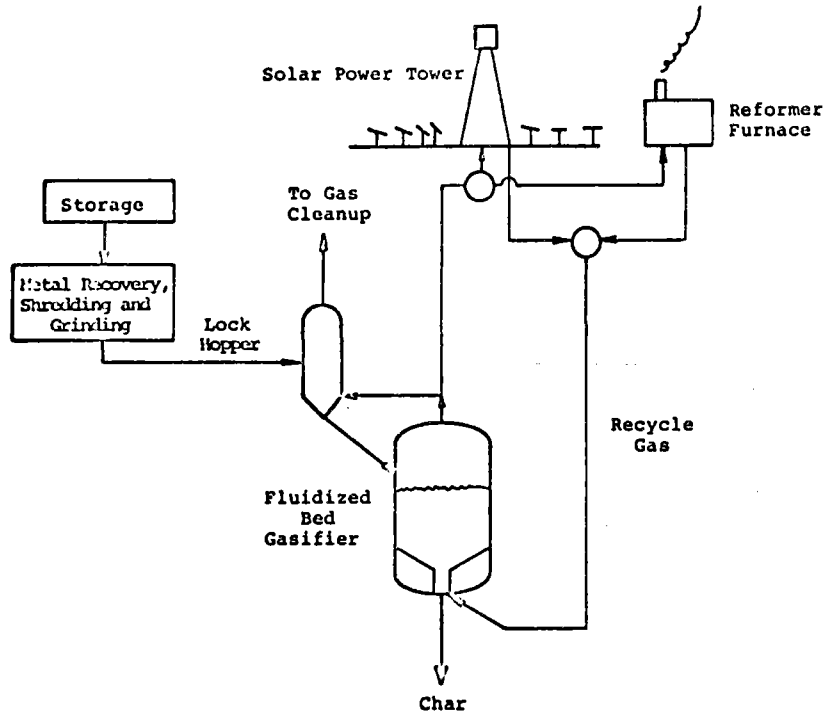 Solar Power Tower
Reformer
Furnace
To Gas
Cleanup
Storage
Metal Recovery,
Shredding and
Grinding
Lock
Hopper
Recycle
Gas
Fluidized
Bed
Gasifier
Char